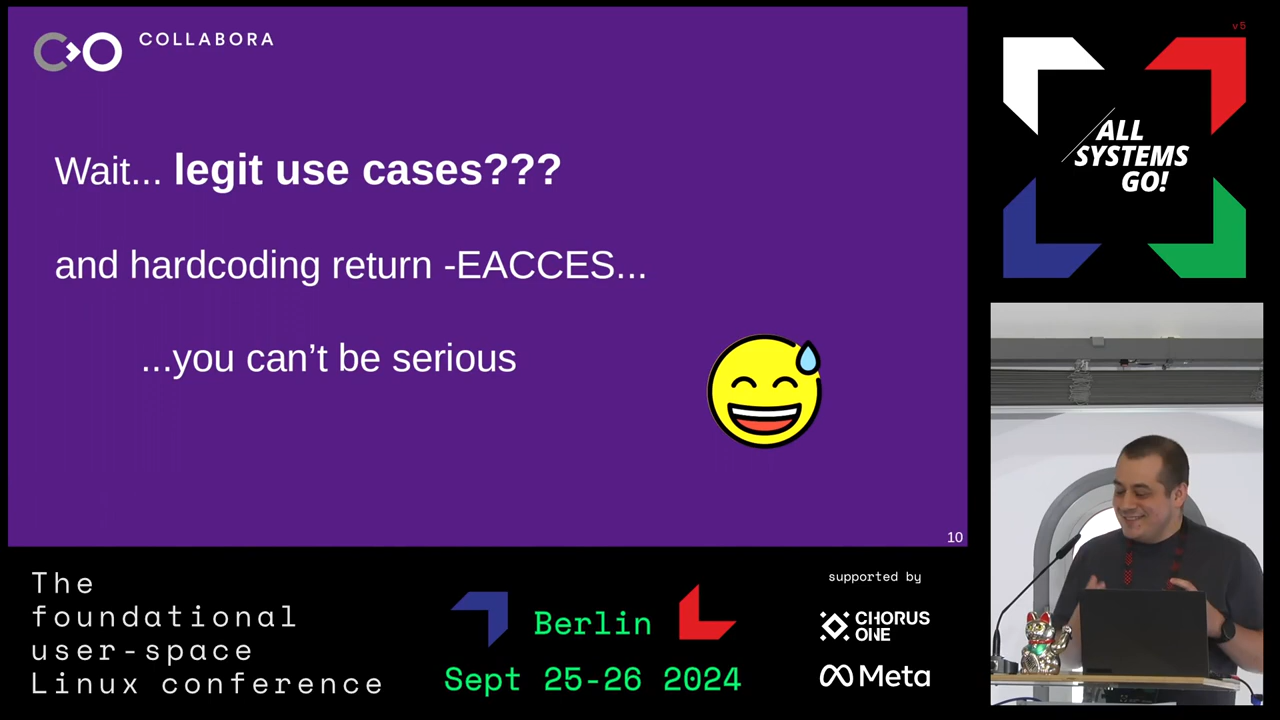 COLLABORA
Wait... legit use cases???
and hardcoding return -EACCES...
...you can't be serious
10
v5
ALL
SYSTEMS
GO!
The
foundational
user-space
Linux conference
Berlin
Sept 25-26 2024
supported by
CHORUS
ONE
Meta